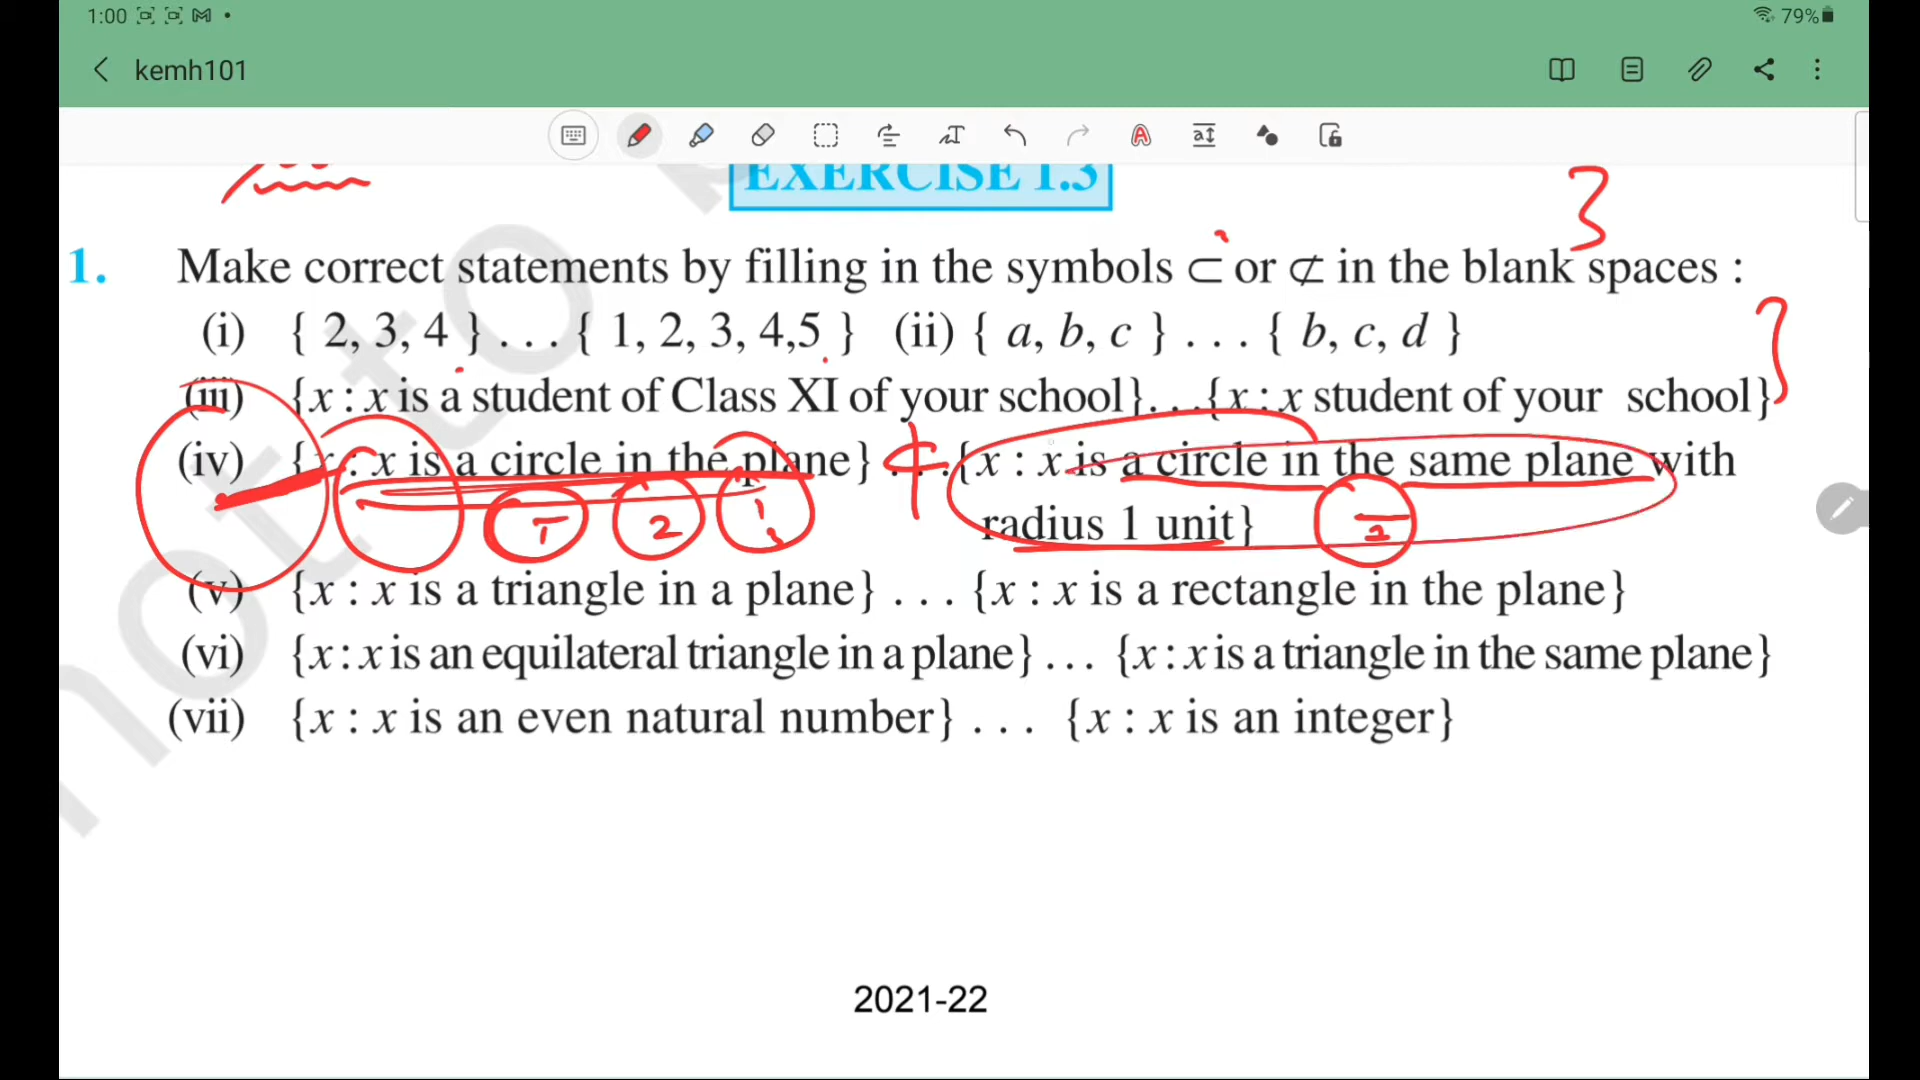 1:00 79%
kemh101
EXERCISE 1.3
3
1. Make correct statements by filling in the symbols ⊂ or ⊄ in the blank spaces :
(i) { 2, 3, 4 } . . . { 1, 2, 3, 4,5 } (ii) { a, b, c } . . . { b, c, d }
(iii) {x : x is a student of Class XI of your school}. . .{x : x student of your school}
(iv) {x : x is a circle in the plane} ⊄ . . .{x : x is a circle in the same plane with
radius 1 unit}
2
(v) {x : x is a triangle in a plane} . . . {x : x is a rectangle in the plane}
(vi) {x : x is an equilateral triangle in a plane} . . . {x : x is a triangle in the same plane}
(vii) {x : x is an even natural number} . . . {x : x is an integer}
not to
2021-22